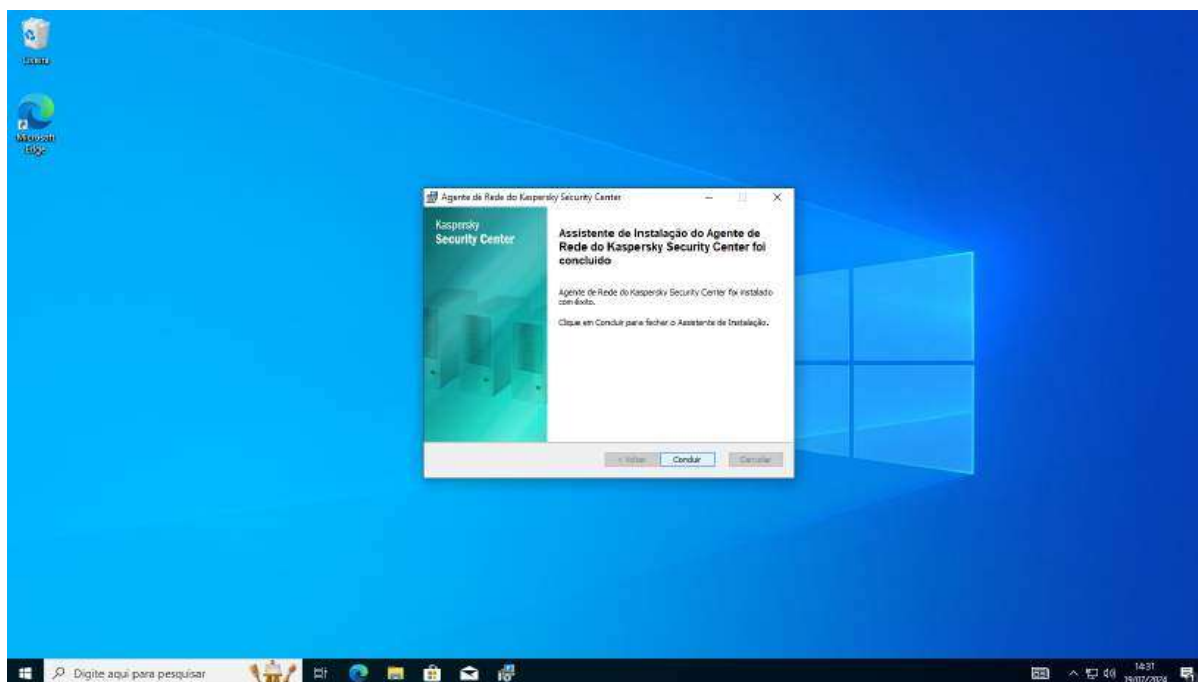 Lixeira
Microsoft
Edge
Agente de Rede do Kaspersky Security Center
Kaspersky
Security Center
Assistente de Instalação do Agente de
Rede do Kaspersky Security Center foi
concluído
Agente de Rede do Kaspersky Security Center foi instalado
com êxito.
Clique em Concluir para fechar o Assistente de Instalação.
< Voltar
Concluir
Cancelar
Digite aqui para pesquisar
14:31
19/07/2024